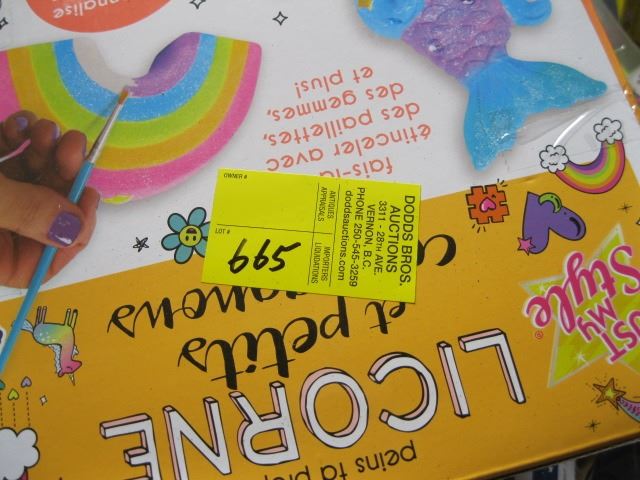 DODDS BROS.
AUCTIONS
3311 - 28TH AVE.
VERNON, B.C.
PHONE 250-545-3259
doddsauctions.com
ANTIQUES
APPRAISALS
IMPORTERS
LIQUIDATIONS
OWNER #
LOT #
665
fais-la
étinceler avec
des paillettes,
des gemmes,
et plus!
peins ta
LICORNE
et petits
JUST MY
Style